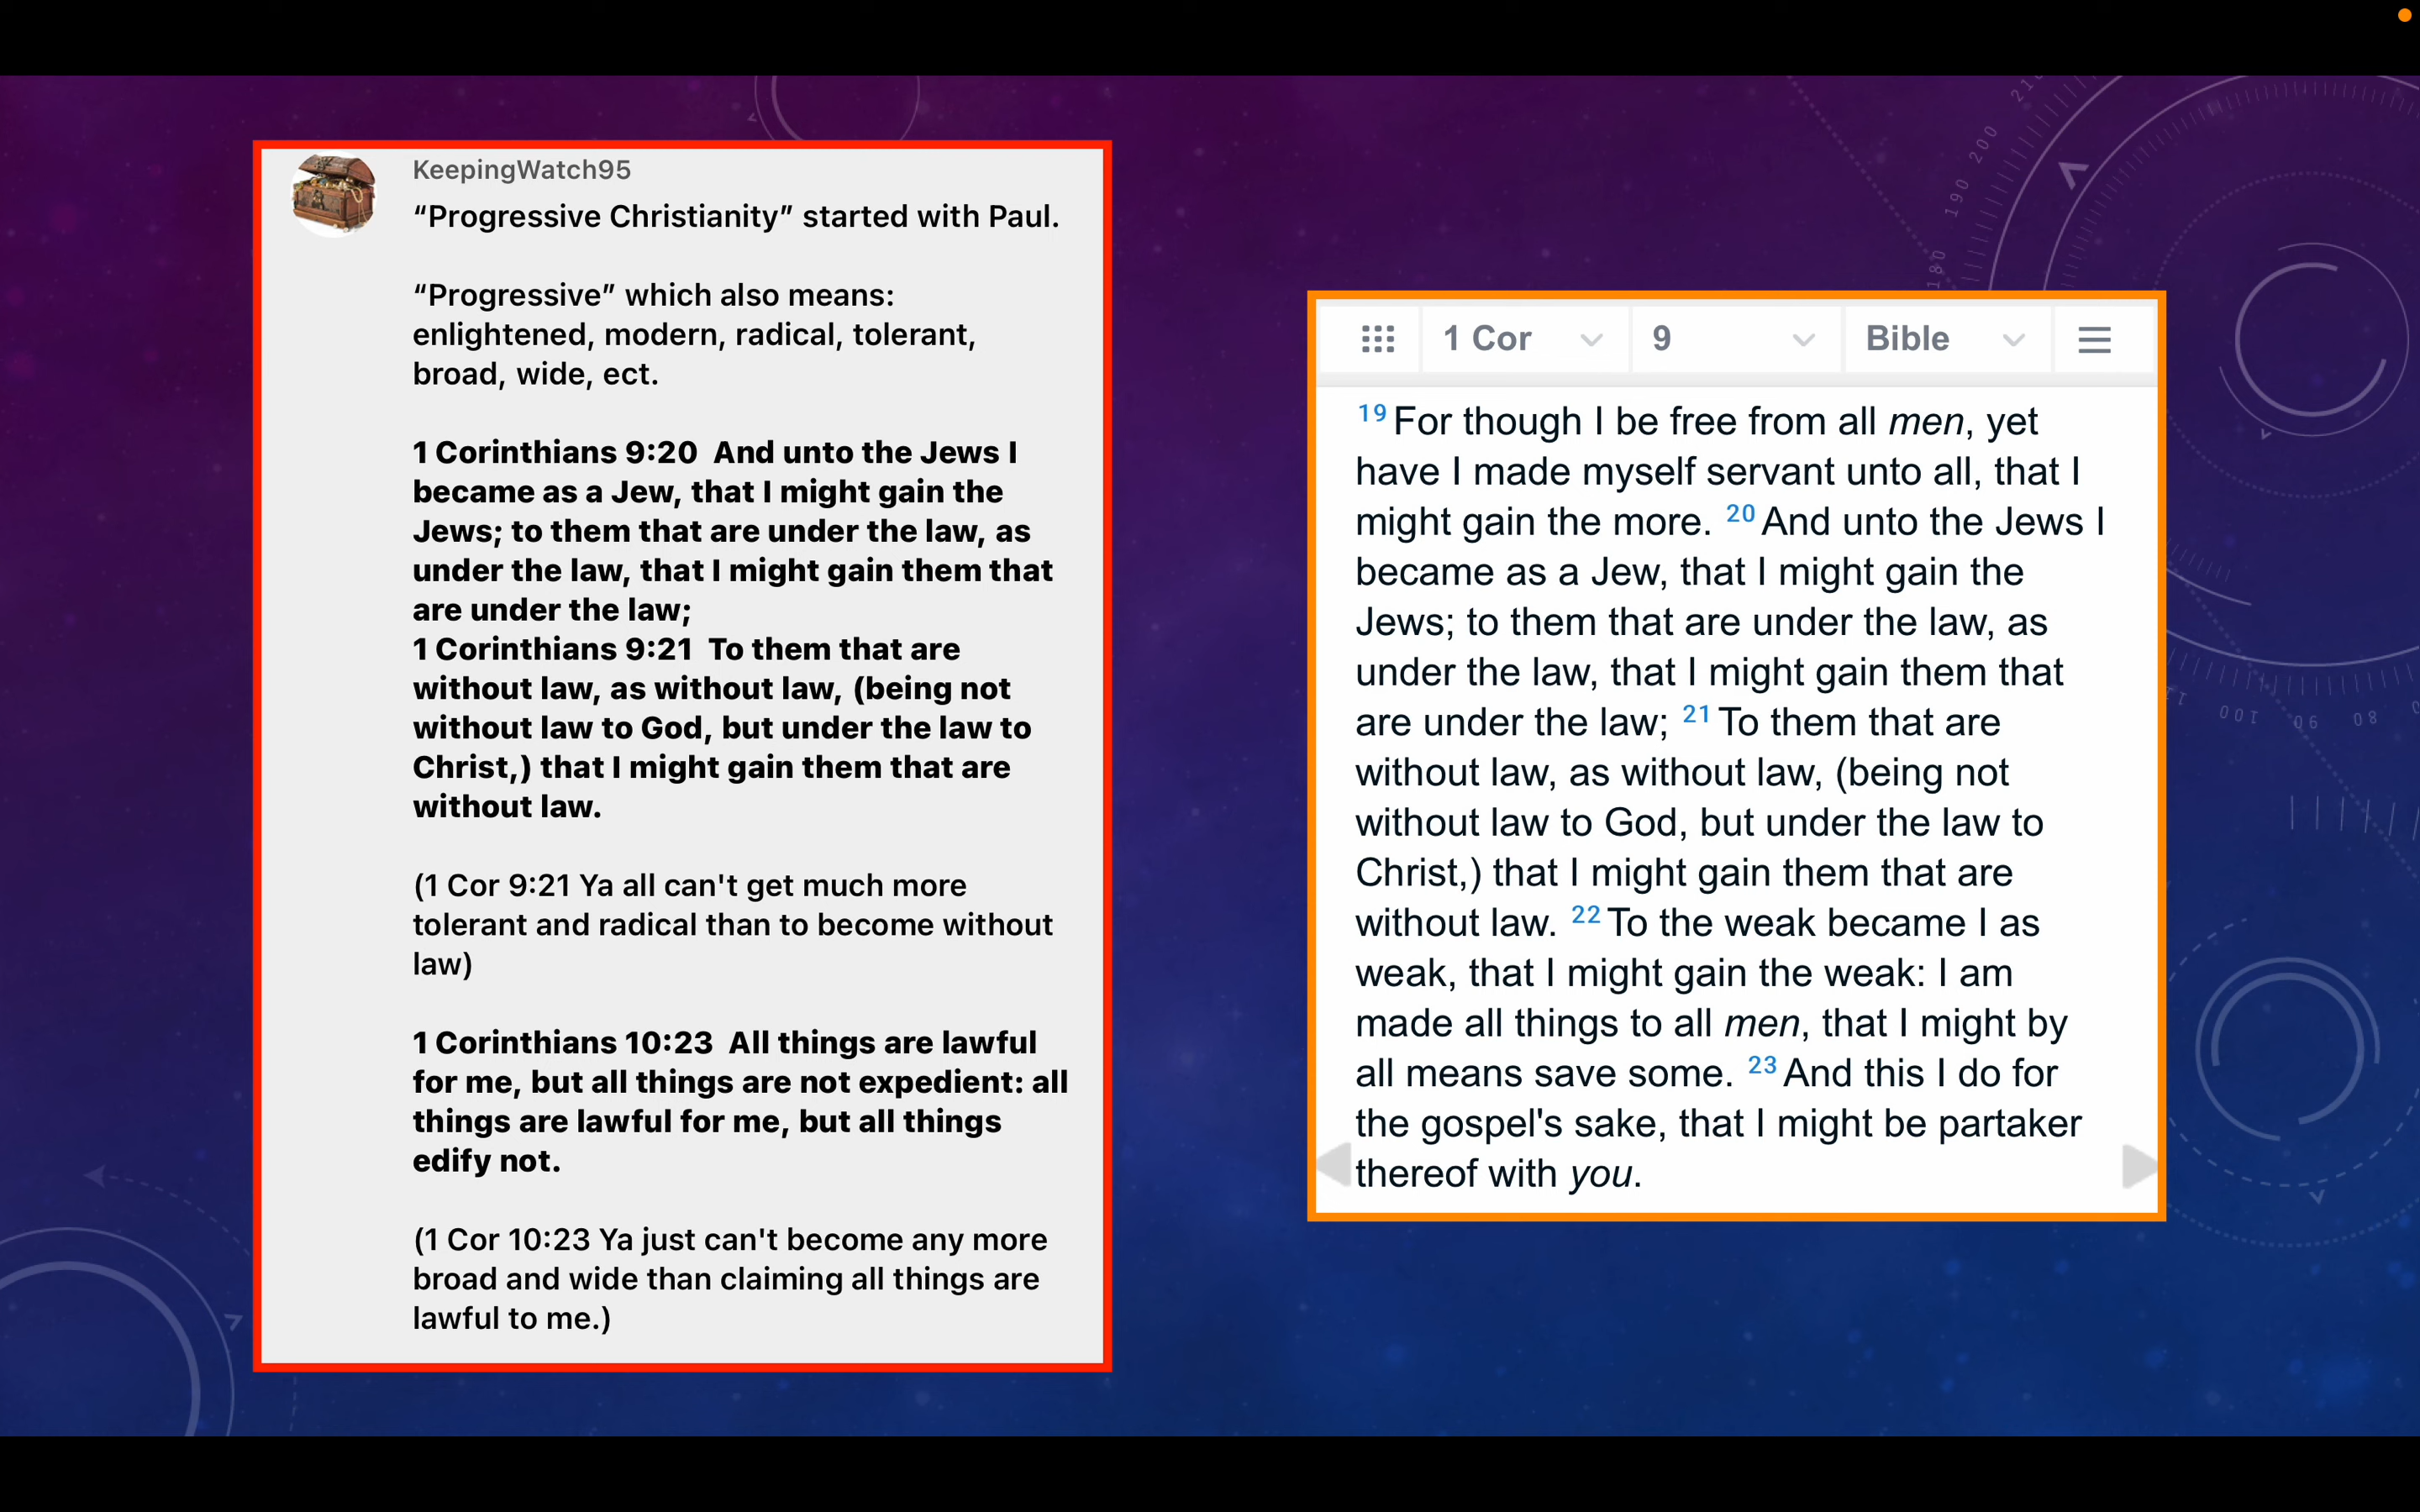 KeepingWatch95
“Progressive Christianity” started with Paul.
“Progressive” which also means:
enlightened, modern, radical, tolerant,
broad, wide, ect.
1 Corinthians 9:20 And unto the Jews I
became as a Jew, that I might gain the
Jews; to them that are under the law, as
under the law, that I might gain them that
are under the law;
1 Corinthians 9:21 To them that are
without law, as without law, (being not
without law to God, but under the law to
Christ,) that I might gain them that are
without law.
(1 Cor 9:21 Ya all can't get much more
tolerant and radical than to become without
law)
1 Corinthians 10:23 All things are lawful
for me, but all things are not expedient: all
things are lawful for me, but all things
edify not.
(1 Cor 10:23 Ya just can't become any more
broad and wide than claiming all things are
lawful to me.)
1 Cor 9 Bible
19 For though I be free from all men, yet
have I made myself servant unto all, that I
might gain the more. 20 And unto the Jews I
became as a Jew, that I might gain the
Jews; to them that are under the law, as
under the law, that I might gain them that
are under the law; 21 To them that are
without law, as without law, (being not
without law to God, but under the law to
Christ,) that I might gain them that are
without law. 22 To the weak became I as
weak, that I might gain the weak: I am
made all things to all men, that I might by
all means save some. 23 And this I do for
the gospel's sake, that I might be partaker
thereof with you.
180 190 200
100 90 80